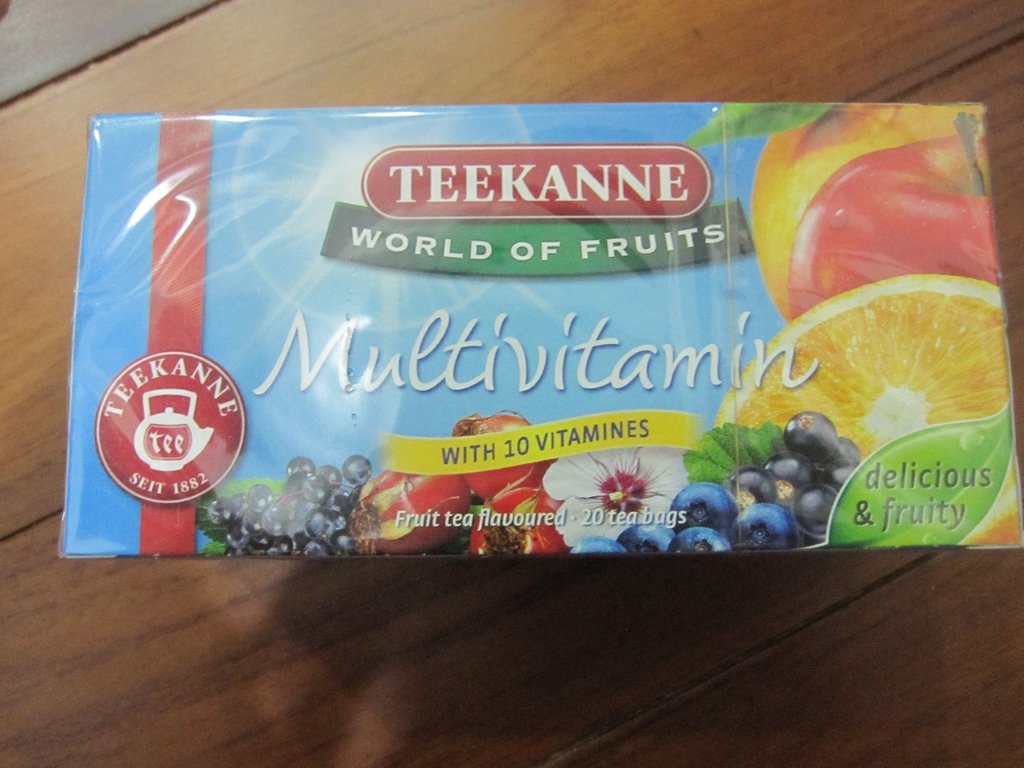 TEEKANNE
WORLD OF FRUITS
Multivitamin
WITH 10 VITAMINES
TEEKANNE
tee
SEIT 1882
Fruit tea flavoured · 20 tea bags
delicious
& fruity